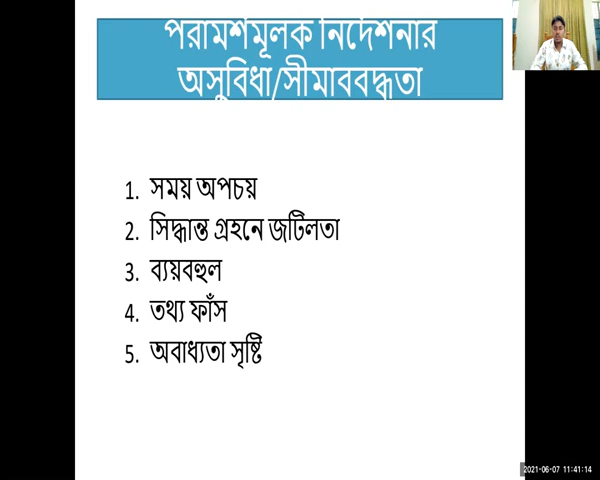 পরামর্শমূলক নির্দেশনার
অসুবিধা/সীমাববদ্ধতা
1. সময় অপচয়
2. সিদ্ধান্ত গ্রহনে জটিলতা
3. ব্যয়বহুল
4. তথ্য ফাঁস
5. অবাধ্যতা সৃষ্টি
2021-06-07 11:41:14